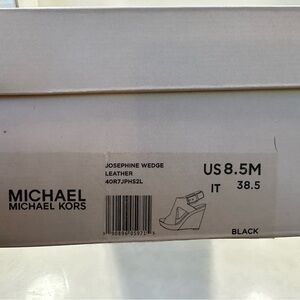 JOSEPHINE WEDGE
LEATHER
40R7JPHS2L
US 8.5M
IT 38.5
MICHAEL
MICHAEL KORS
BLACK